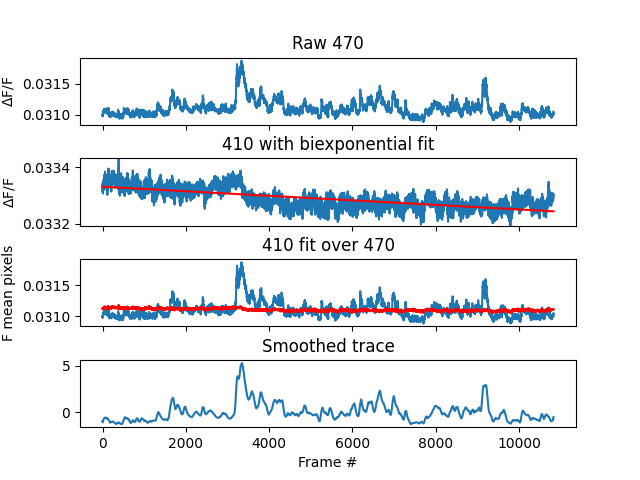 Raw 470
ΔF/F
0.0315
0.0310
410 with biexponential fit
ΔF/F
0.0334
0.0332
410 fit over 470
F mean pixels
0.0315
0.0310
Smoothed trace
5
0
0 2000 4000 6000 8000 10000
Frame #